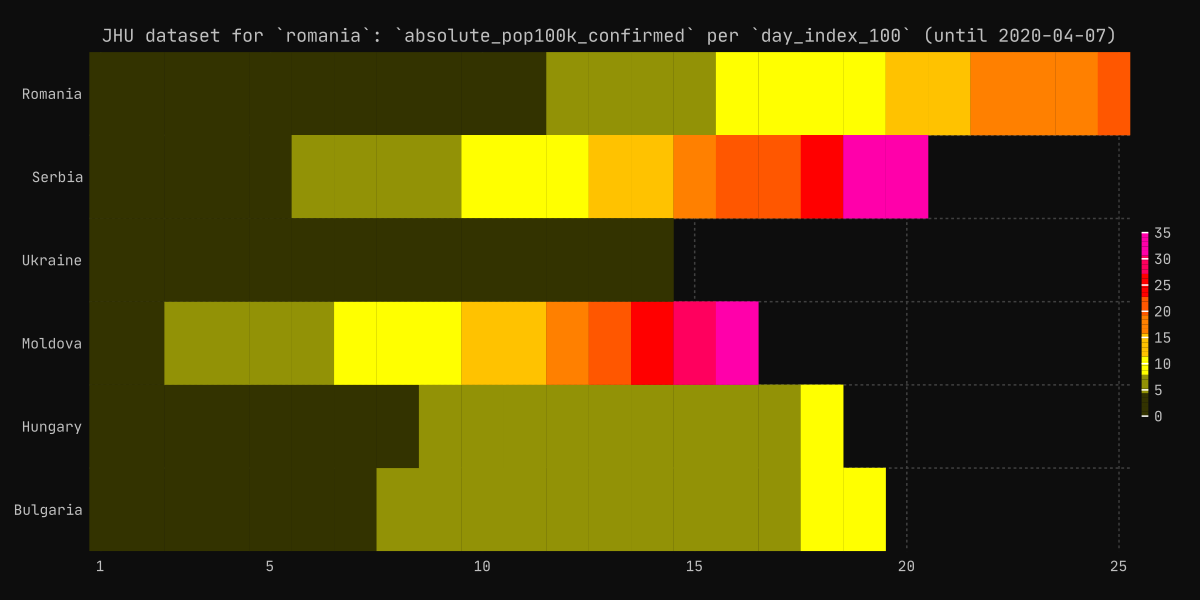 JHU dataset for `romania`: `absolute_pop100k_confirmed` per `day_index_100` (until 2020-04-07)
Romania
Serbia
Ukraine
Moldova
Hungary
Bulgaria
35
30
25
20
15
10
5
0
1 5 10 15 20 25